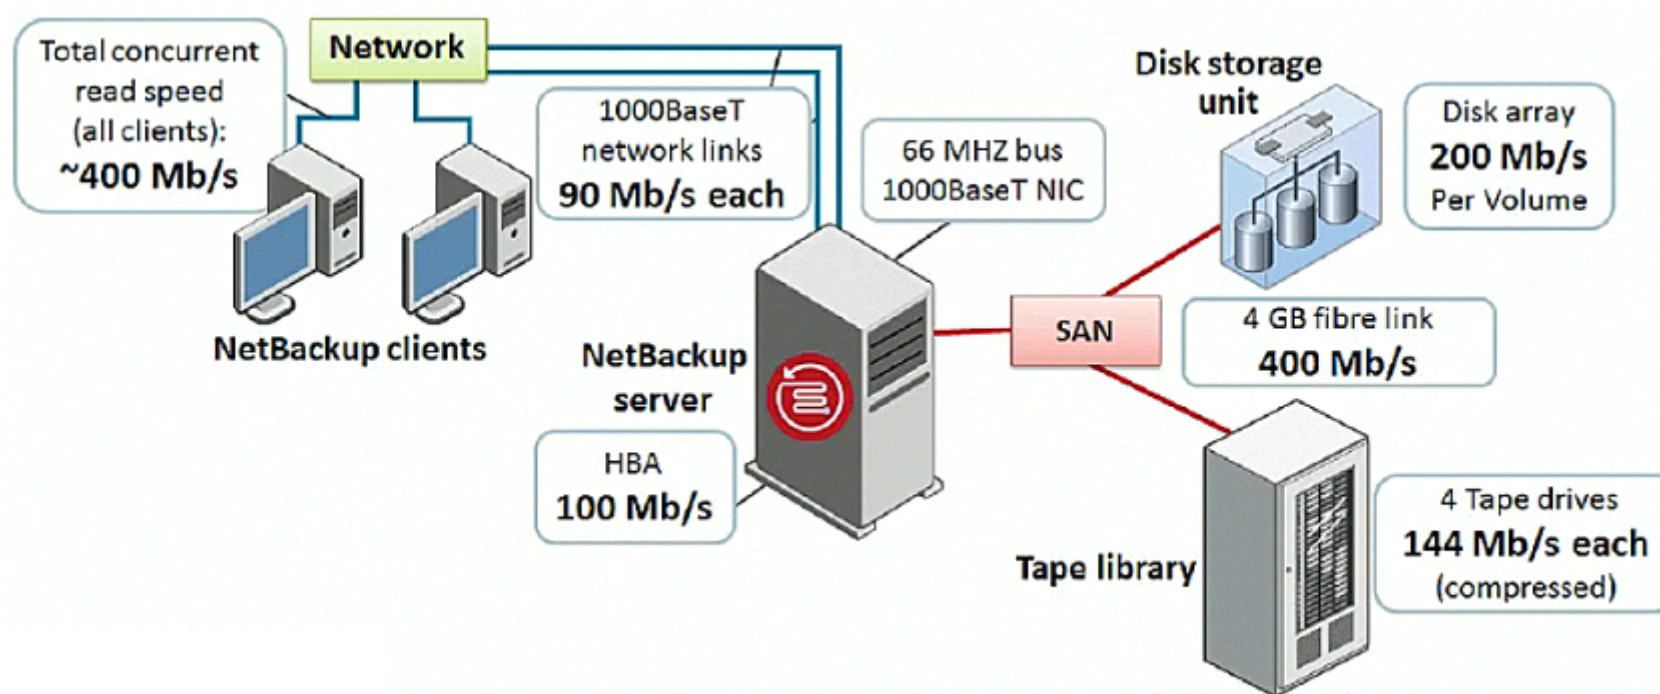 Total concurrent
read speed
(all clients):
~400 Mb/s
Network
1000BaseT
network links
90 Mb/s each
66 MHZ bus
1000BaseT NIC
Disk storage
unit
Disk array
200 Mb/s
Per Volume
NetBackup clients
NetBackup
server
SAN
4 GB fibre link
400 Mb/s
HBA
100 Mb/s
Tape library
4 Tape drives
144 Mb/s each
(compressed)